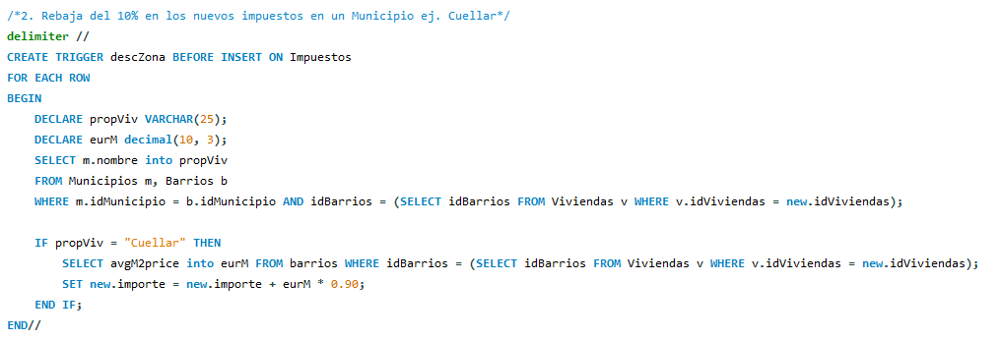 /*2. Rebaja del 10% en los nuevos impuestos en un Municipio ej. Cuellar*/
delimiter //
CREATE TRIGGER descZona BEFORE INSERT ON Impuestos
FOR EACH ROW
BEGIN
    DECLARE propViv VARCHAR(25);
    DECLARE eurM decimal(10, 3);
    SELECT m.nombre into propViv
    FROM Municipios m, Barrios b
    WHERE m.idMunicipio = b.idMunicipio AND idBarrios = (SELECT idBarrios FROM Viviendas v WHERE v.idViviendas = new.idViviendas);

    IF propViv = "Cuellar" THEN
        SELECT avgM2price into eurM FROM barrios WHERE idBarrios = (SELECT idBarrios FROM Viviendas v WHERE v.idViviendas = new.idViviendas);
        SET new.importe = new.importe + eurM * 0.90;
    END IF;
END//